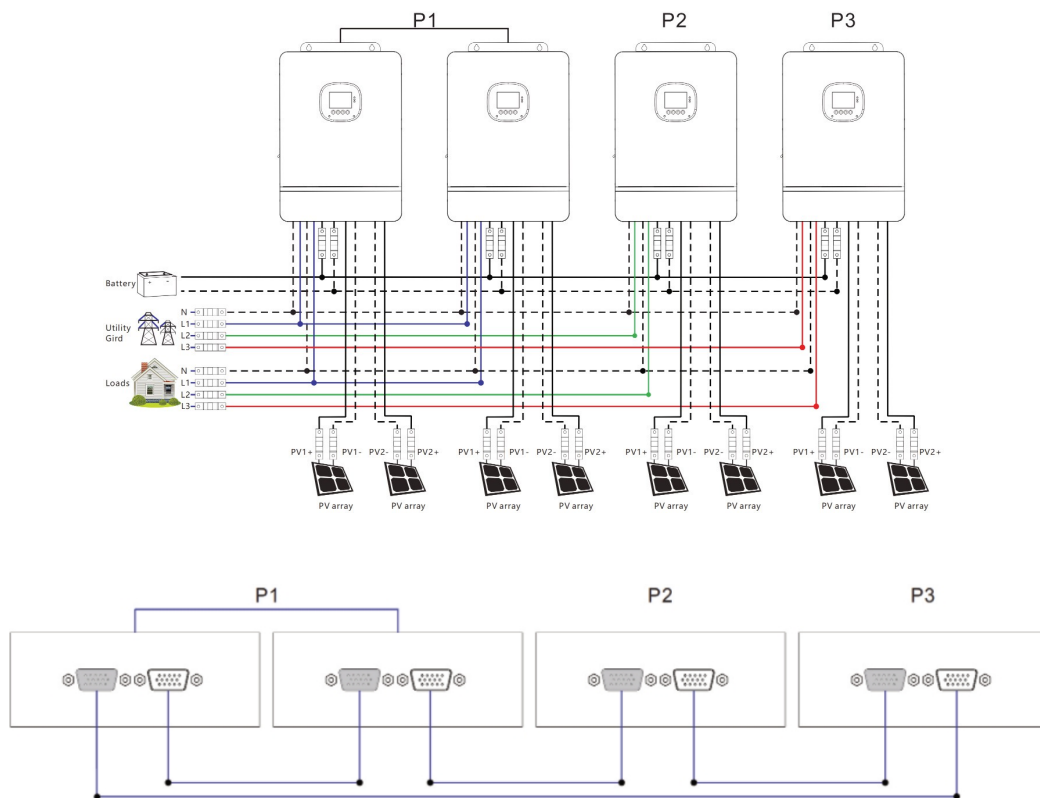 P1 P2 P3
Battery
N
L1
Utility
Gird
L2
L3
N
L1
Loads
L2
L3
PV1+ PV1- PV2- PV2+ PV1+ PV1- PV2- PV2+ PV1+ PV1- PV2- PV2+ PV1+ PV1- PV2- PV2+
PV array PV array PV array PV array PV array PV array PV array PV array
P1 P2 P3